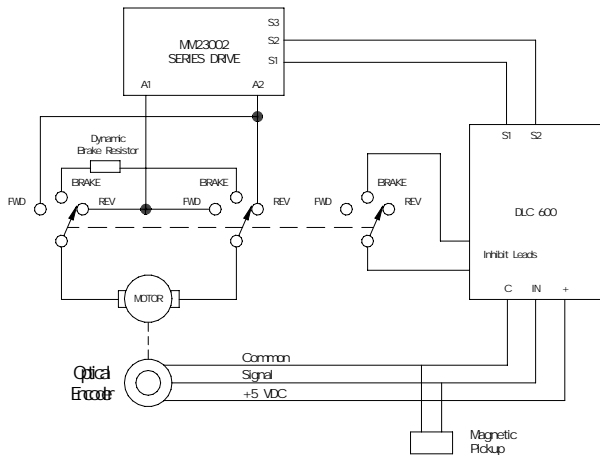 S3
MM23002
SERIES DRIVE
S2
S1
A1
A2
S1
S2
Dynamic
Brake Resistor
BRAKE
BRAKE
BRAKE
FWD
REV
FWD
REV
FWD
REV
DLC 600
Inhibit Leads
MOTOR
C
IN
+
Common
Optical
Encoder
Signal
+5 VDC
Magnetic
Pickup